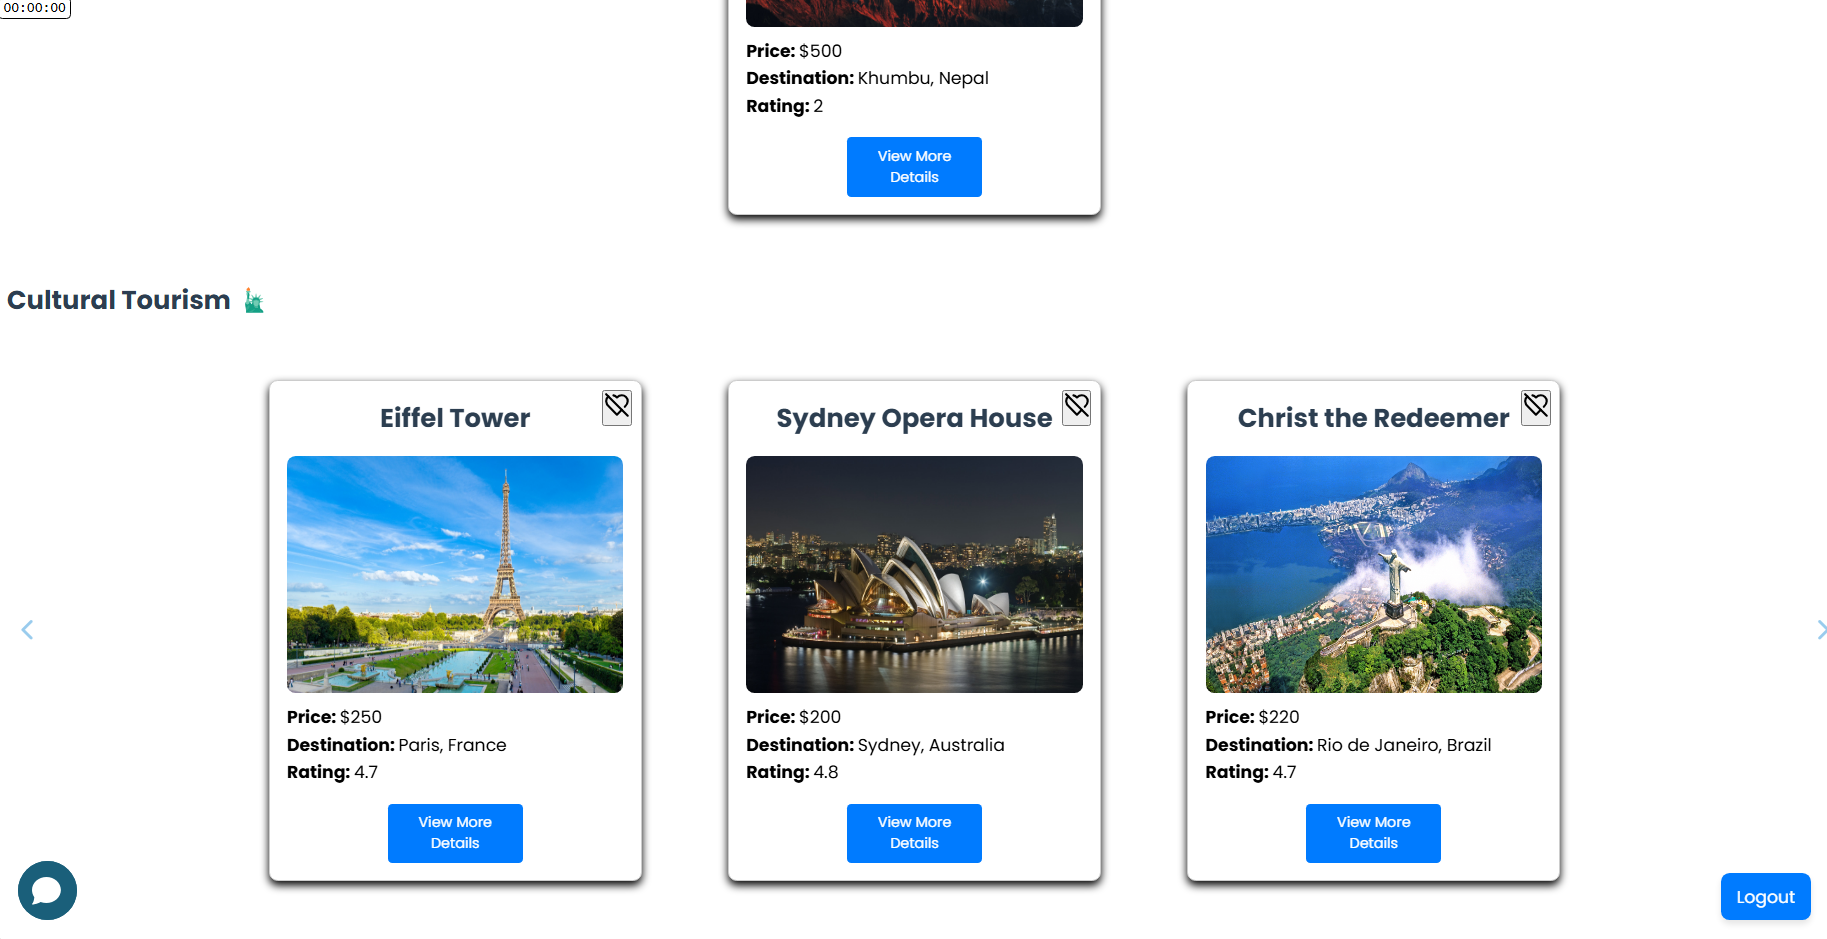 00:00:00
Price: $500
Destination: Khumbu, Nepal
Rating: 2
View More
Details
Cultural Tourism
Eiffel Tower
Price: $250
Destination: Paris, France
Rating: 4.7
View More
Details
Sydney Opera House
Price: $200
Destination: Sydney, Australia
Rating: 4.8
View More
Details
Christ the Redeemer
Price: $220
Destination: Rio de Janeiro, Brazil
Rating: 4.7
View More
Details
Logout